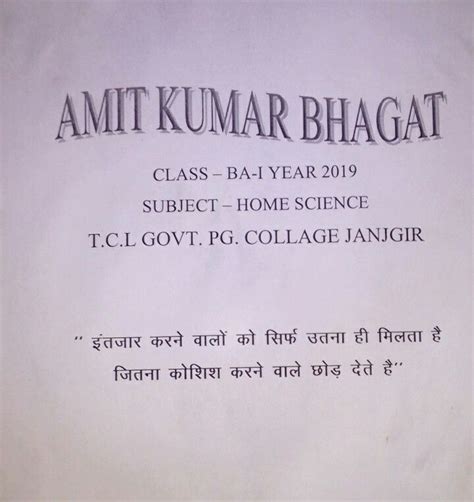 AMIT KUMAR BHAGAT
CLASS – BA-I YEAR 2019
SUBJECT – HOME SCIENCE
T.C.L GOVT. PG. COLLAGE JANJGIR
“ इंतजार करने वालों को सिर्फ उतना ही मिलता है
जितना कोशिश करने वाले छोड़ देते है”